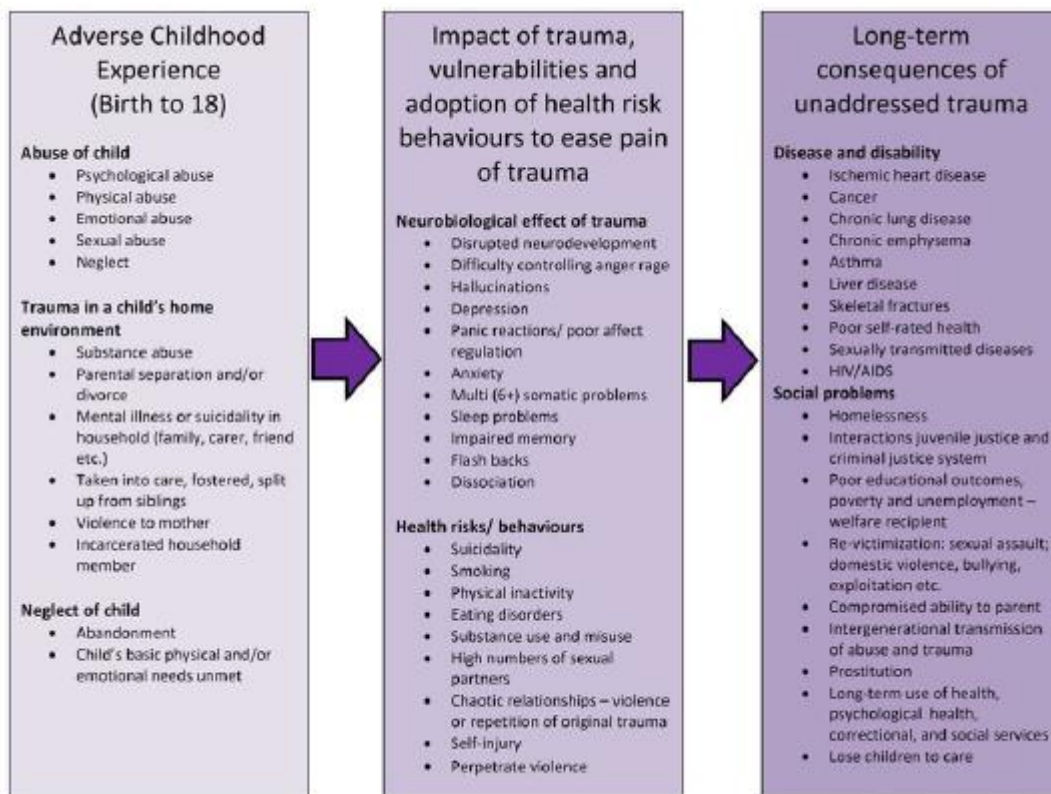 Adverse Childhood
Experience
(Birth to 18)
Abuse of child
• Psychological abuse
• Physical abuse
• Emotional abuse
• Sexual abuse
• Neglect
Trauma in a child's home
environment
• Substance abuse
• Parental separation and/or
divorce
• Mental illness or suicidality in
household (family, carer, friend
etc.)
• Taken into care, fostered, split
up from siblings
• Violence to mother
• Incarcerated household
member
Neglect of child
• Abandonment
• Child's basic physical and/or
emotional needs unmet
Impact of trauma,
vulnerabilities and
adoption of health risk
behaviours to ease pain
of trauma
Neurobiological effect of trauma
• Disrupted neurodevelopment
• Difficulty controlling anger rage
• Hallucinations
• Depression
• Panic reactions/ poor affect
regulation
• Anxiety
• Multi (6+) somatic problems
• Sleep problems
• Impaired memory
• Flash backs
• Dissociation
Health risks/ behaviours
• Suicidality
• Smoking
• Physical inactivity
• Eating disorders
• Substance use and misuse
• High numbers of sexual
partners
• Chaotic relationships – violence
or repetition of original trauma
• Self-injury
• Perpetrate violence
Long-term
consequences of
unaddressed trauma
Disease and disability
• Ischemic heart disease
• Cancer
• Chronic lung disease
• Chronic emphysema
• Asthma
• Liver disease
• Skeletal fractures
• Poor self-rated health
• Sexually transmitted diseases
• HIV/AIDS
Social problems
• Homelessness
• Interactions juvenile justice and
criminal justice system
• Poor educational outcomes,
poverty and unemployment –
welfare recipient
• Re-victimization: sexual assault;
domestic violence, bullying,
exploitation etc.
• Compromised ability to parent
• Intergenerational transmission
of abuse and trauma
• Prostitution
• Long-term use of health,
psychological health,
correctional, and social services
• Lose children to care